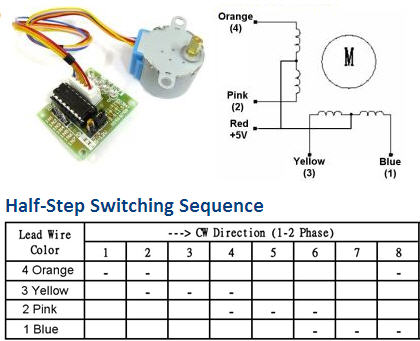 Orange
(4)
M
Pink
(2)
Red
+5V
Yellow
(3)
Blue
(1)
Half-Step Switching Sequence
Lead Wire Color ---> CW Direction (1-2 Phase)
1 2 3 4 5 6 7 8
4 Orange - - -
3 Yellow - - -
2 Pink - - -
1 Blue - - -